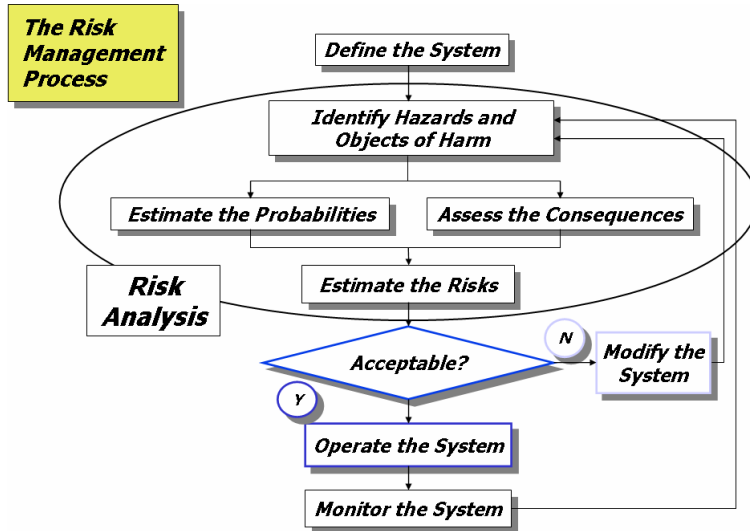 The Risk
Management
Process
Define the System
Identify Hazards and
Objects of Harm
Estimate the Probabilities
Assess the Consequences
Risk
Analysis
Estimate the Risks
Acceptable?
N
Modify the
System
Y
Operate the System
Monitor the System